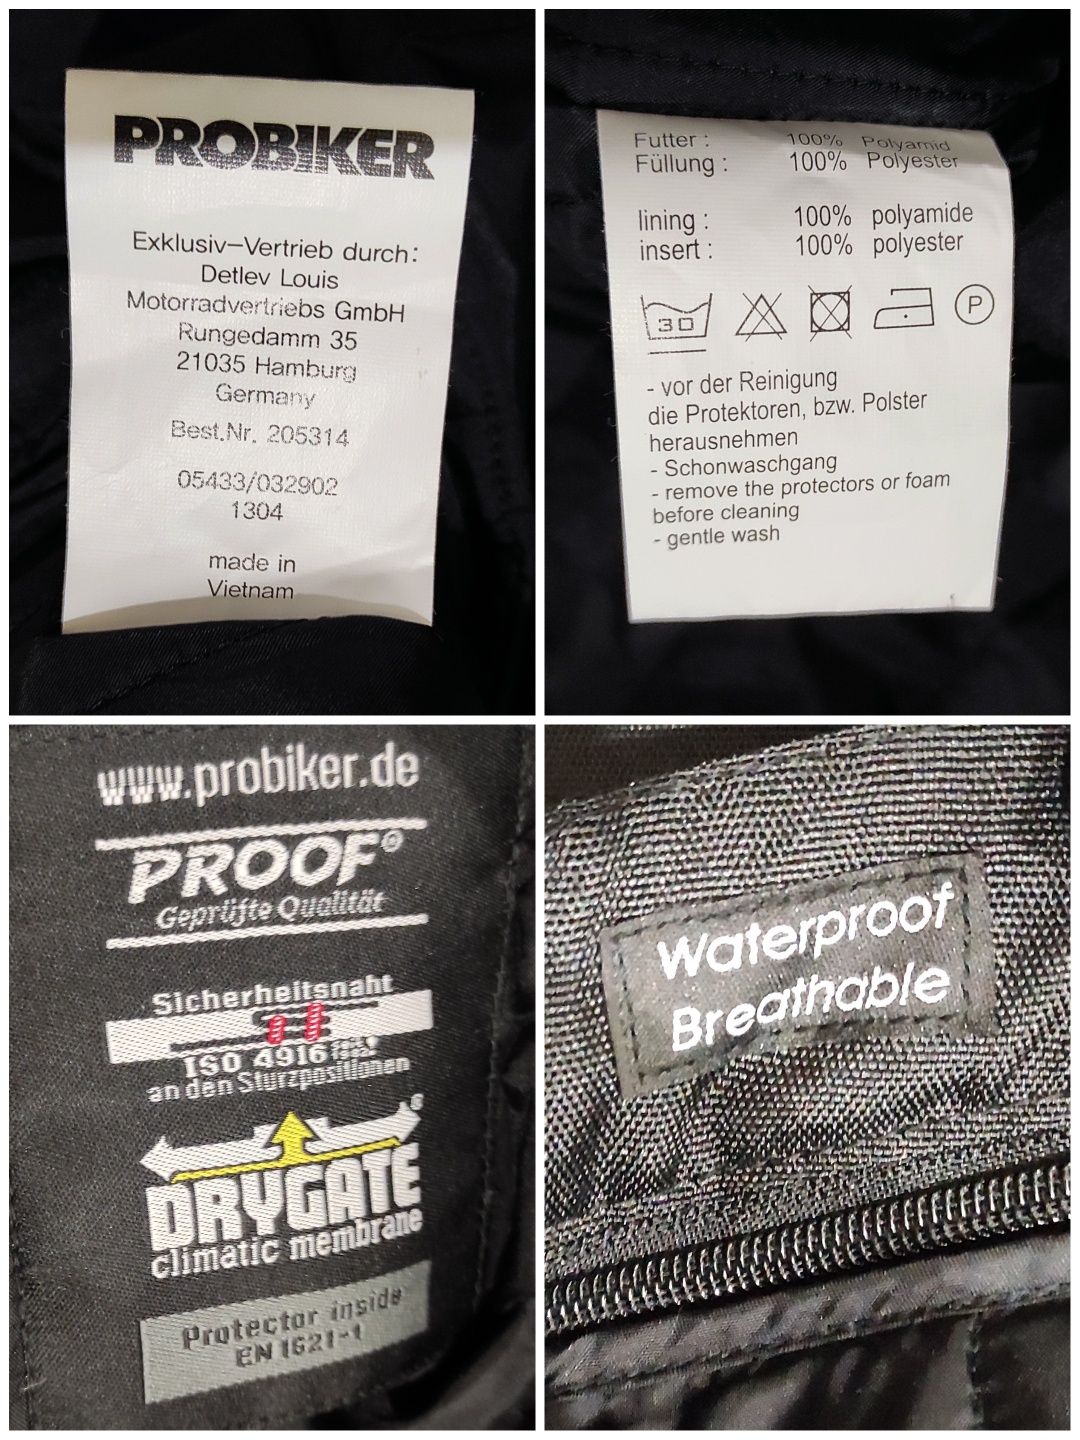 PROBIKER
Exklusiv-Vertrieb durch:
Detlev Louis
Motorradvertriebs GmbH
Rungedamm 35
21035 Hamburg
Germany
Best.Nr. 205314
05433/032902
1304
made in
Vietnam
Futter : 100% Polyamid
Füllung : 100% Polyester
lining : 100% polyamide
insert : 100% polyester
30 P
- vor der Reinigung
die Protektoren, bzw. Polster
herausnehmen
- Schonwaschgang
- remove the protectors or foam
before cleaning
- gentle wash
www.probiker.de
PROOF®
Geprüfte Qualität
Sicherheitsnaht
ISO 4916
an den Sturzpositionen
DRYGATE®
climatic membrane
Protector inside
EN 1621-1
Waterproof
Breathable